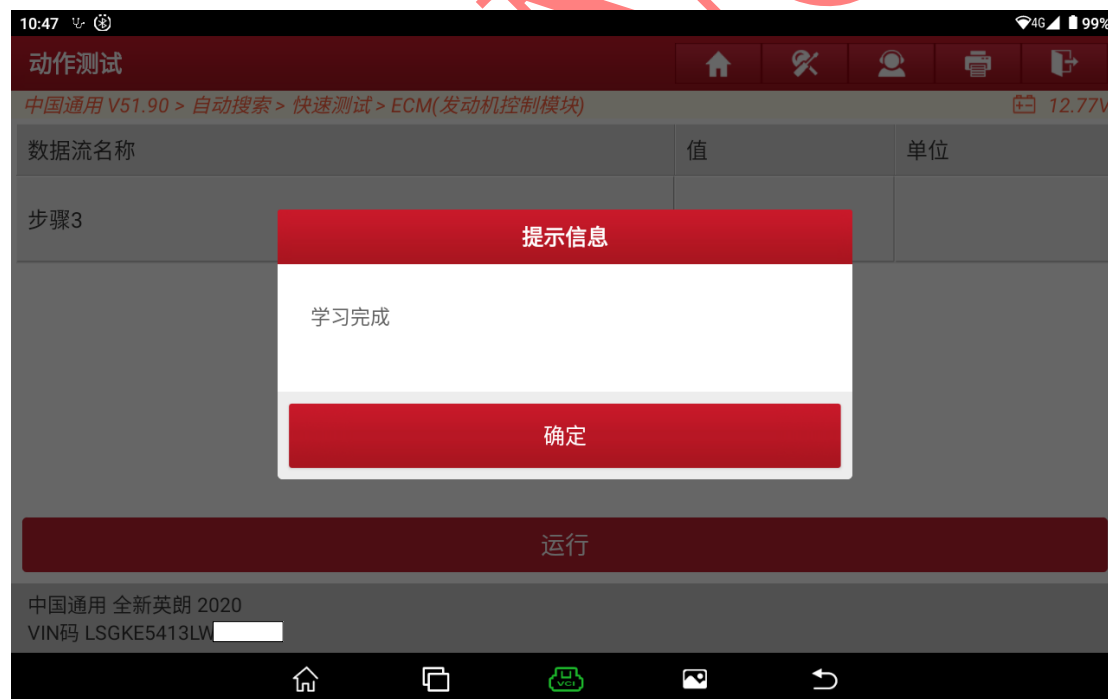 10:47 4G 99%
动作测试
中国通用 V51.90 > 自动搜索 > 快速测试 > ECM(发动机控制模块) 12.77V
数据流名称 值 单位
步骤3
提示信息
学习完成
确定
运行
中国通用 全新英朗 2020
VIN码 LSGKE5413LW
VCI